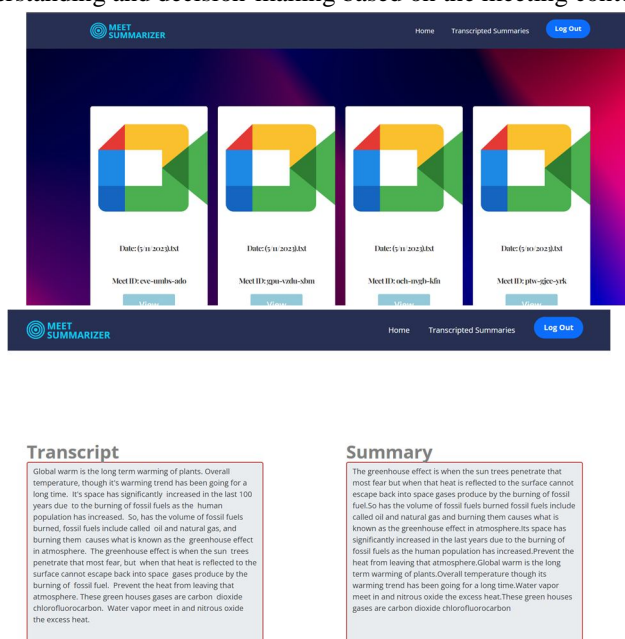 erstanding and decision-making based on the meeting conte
MEET
SUMMARIZER
Home Transcripted Summaries Log Out
Date: (5/11/2023).txt Date: (5/11/2023).txt Date: (5/11/2023).txt Date: (5/10/2023).txt
Meet ID: eve-umbs-ado Meet ID: gpu-vzdu-xbm Meet ID: och-nvgh-kfn Meet ID: ptw-gjec-yrk
View View View View
MEET
SUMMARIZER
Home Transcripted Summaries Log Out
Transcript
Global warm is the long term warming of plants. Overall
temperature, though it's warming trend has been going for a
long time. It's space has significantly increased in the last 100
years due to the burning of fossil fuels as the human
population has increased. So, has the volume of fossil fuels
burned, fossil fuels include called oil and natural gas, and
burning them causes what is known as the greenhouse effect
in atmosphere. The greenhouse effect is when the sun trees
penetrate that most fear, but when that heat is reflected to the
surface cannot escape back into space gases produce by the
burning of fossil fuel. Prevent the heat from leaving that
atmosphere. These green houses gases are carbon dioxide
chlorofluorocarbon. Water vapor meet in and nitrous oxide
the excess heat.
Summary
The greenhouse effect is when the sun trees penetrate that
most fear but when that heat is reflected to the surface cannot
escape back into space gases produce by the burning of fossil
fuel.So has the volume of fossil fuels burned fossil fuels include
called oil and natural gas and burning them causes what is
known as the greenhouse effect in atmosphere.Its space has
significantly increased in the last years due to the burning of
fossil fuels as the human population has increased.Prevent the
heat from leaving that atmosphere.Global warm is the long
term warming of plants.Overall temperature though its
warming trend has been going for a long time.Water vapor
meet in and nitrous oxide the excess heat.These green houses
gases are carbon dioxide chlorofluorocarbon